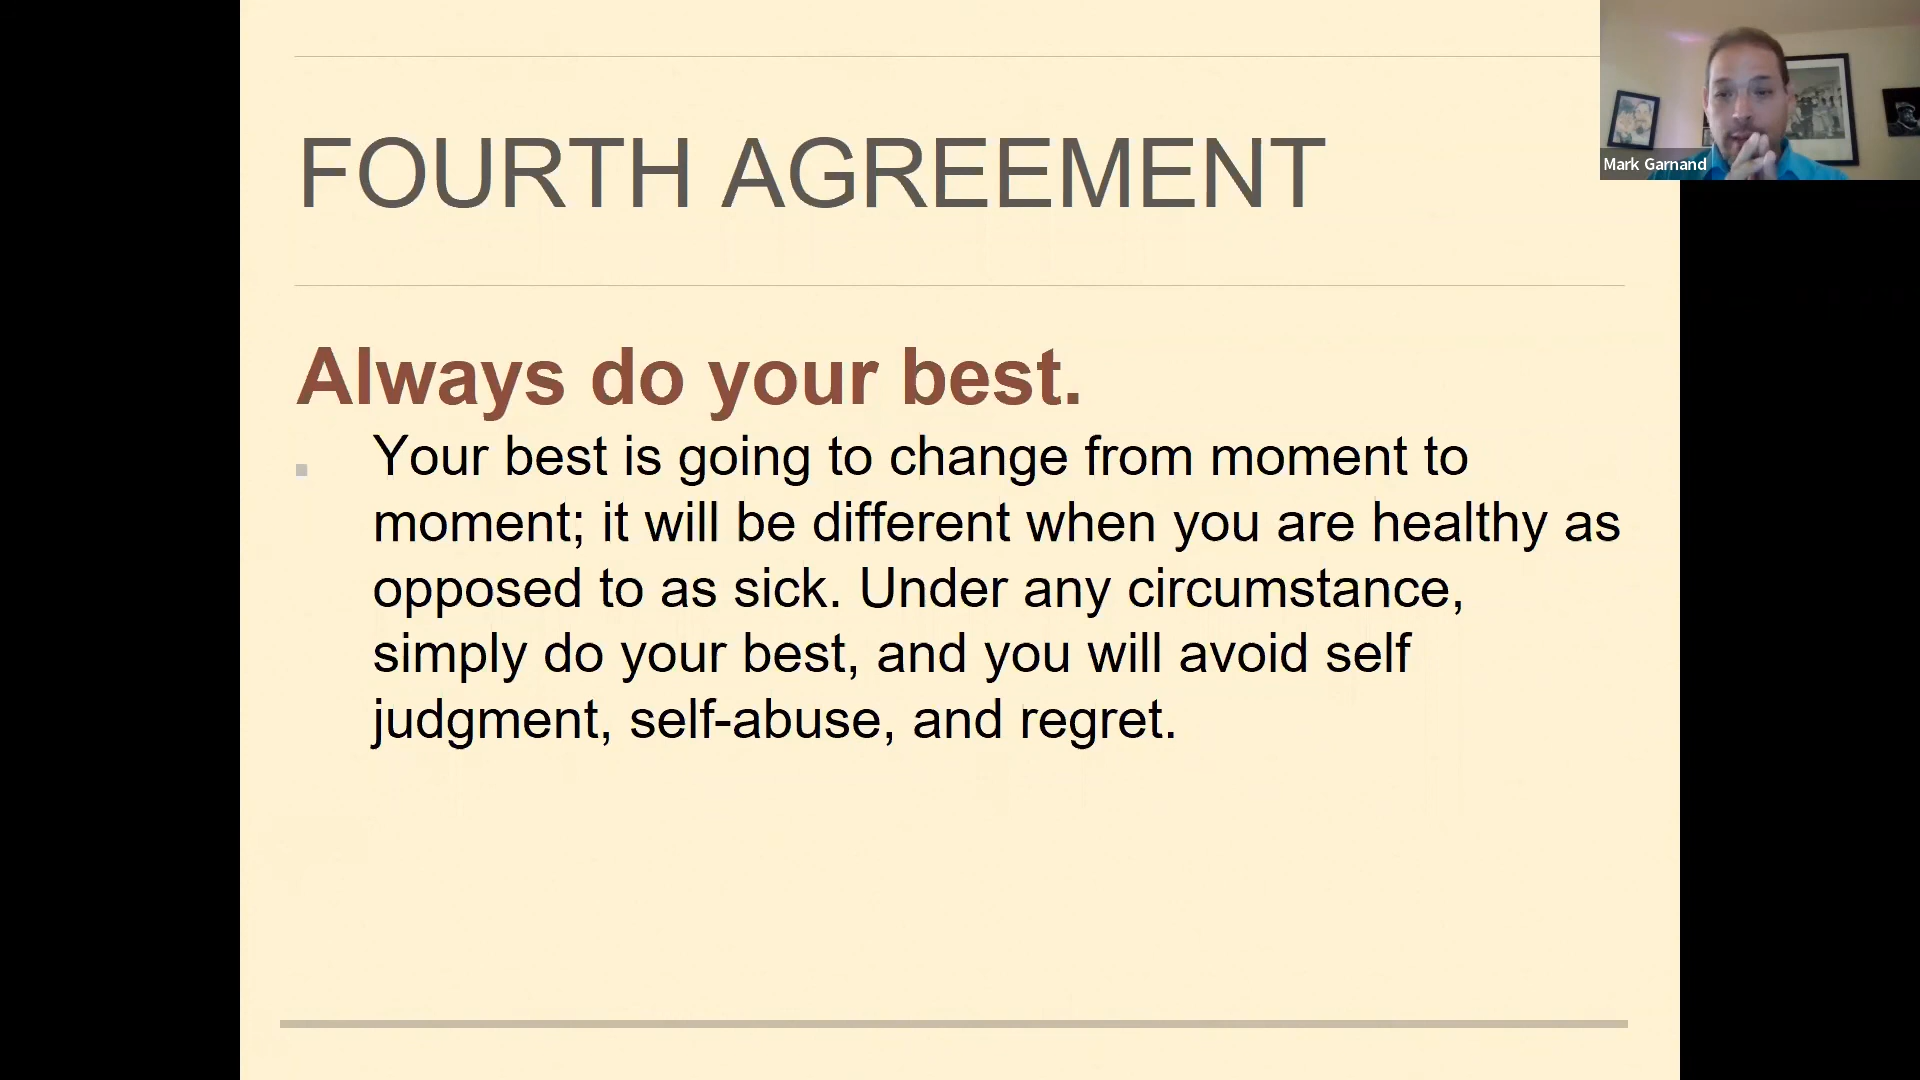 FOURTH AGREEMENT
Always do your best.
Your best is going to change from moment to
moment; it will be different when you are healthy as
opposed to as sick. Under any circumstance,
simply do your best, and you will avoid self
judgment, self-abuse, and regret.
Mark Garnand